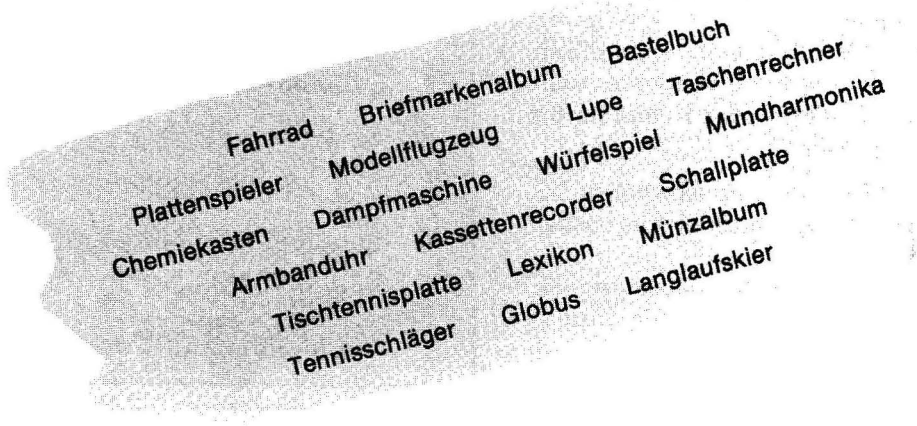 Fahrrad Briefmarkenalbum Bastelbuch
Plattenspieler Modellflugzeug Lupe Taschenrechner
Chemiekasten Dampfmaschine Würfelspiel Mundharmonika
Armbanduhr Kassettenrecorder Schallplatte
Tischtennisplatte Lexikon Münzalbum
Tennisschläger Globus Langlaufskier